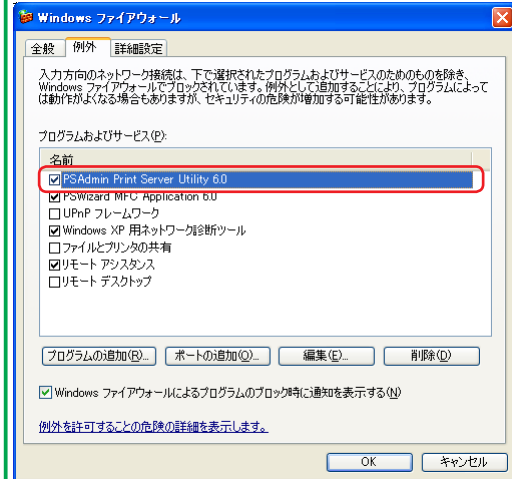 Windows ファイアウォール
全般 例外 詳細設定
入力方向のネットワーク接続は、下で選択されたプログラムおよびサービスのためのものを除き、
Windows ファイアウォールでブロックされています。例外として追加することにより、プログラムによって
は動作がよくなる場合もありますが、セキュリティの危険が増加する可能性があります。
プログラムおよびサービス(P):
名前
PSAdmin Print Server Utility 6.0
PSWizard MFC Application 6.0
UPnP フレームワーク
Windows XP 用ネットワーク診断ツール
ファイルとプリンタの共有
リモート アシスタンス
リモート デスクトップ
プログラムの追加(R)... ポートの追加(O)... 編集(E)... 削除(D)
Windows ファイアウォールによるプログラムのブロック時に通知を表示する(N)
例外を許可することの危険の詳細を表示します。
OK キャンセル